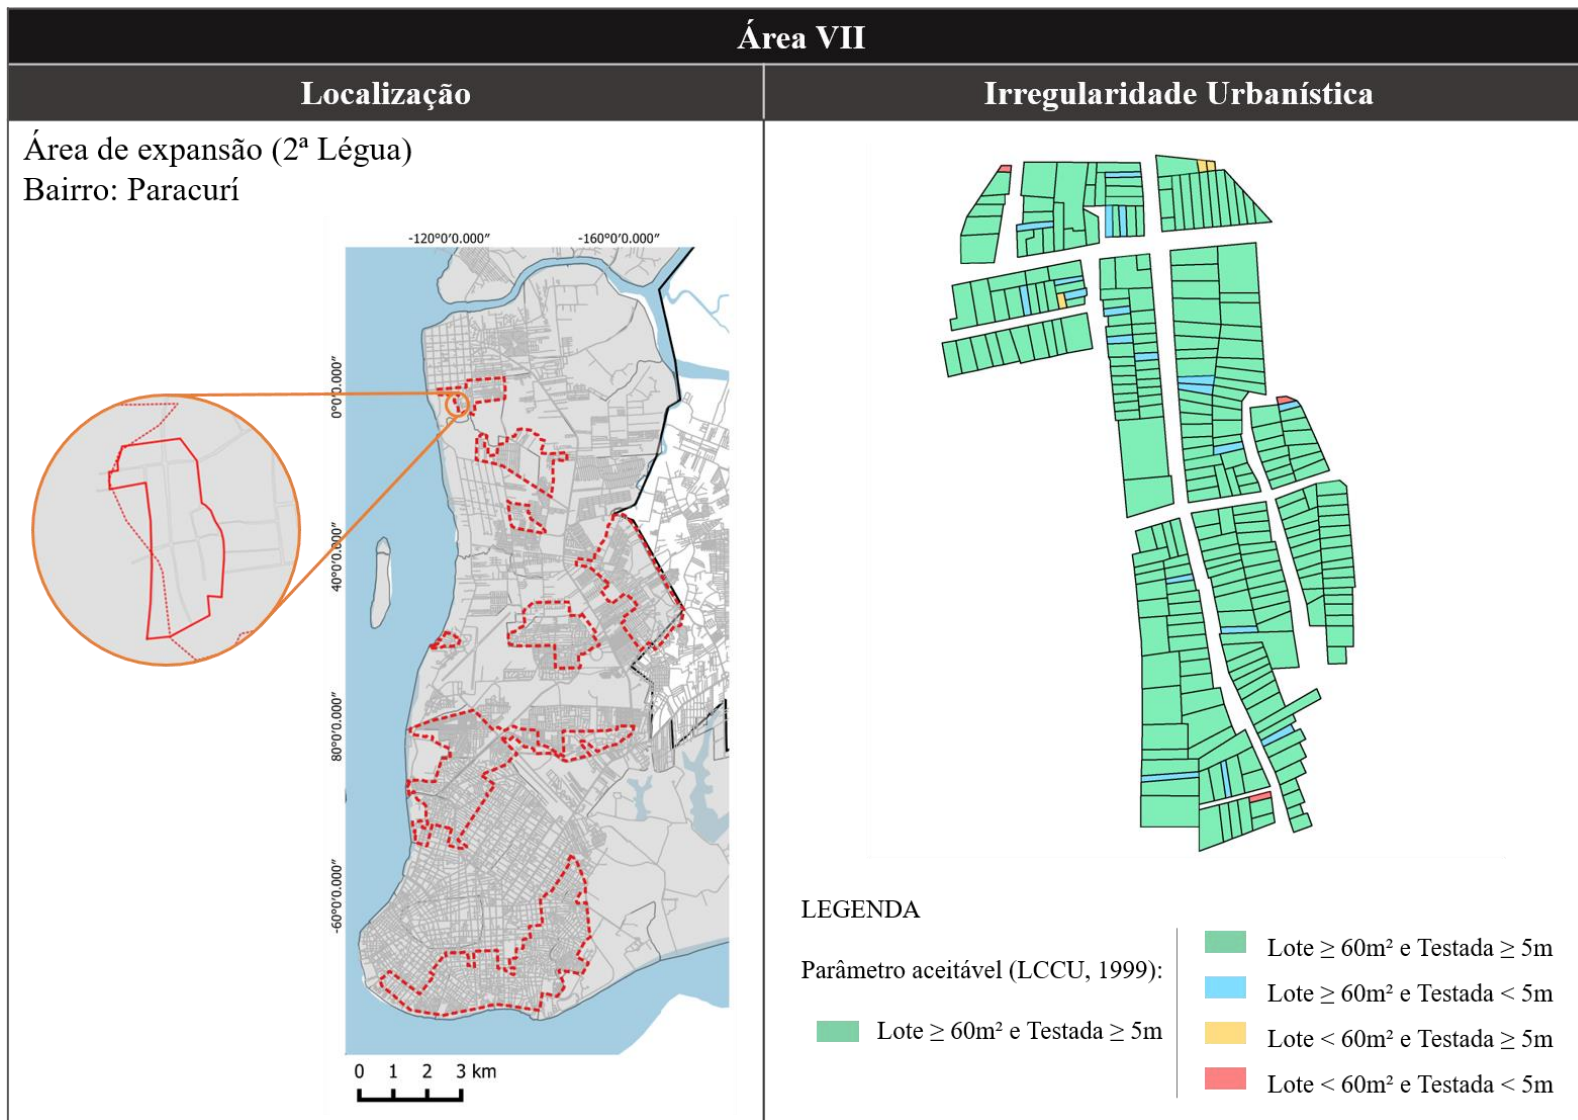 Área VII
Localização
Irregularidade Urbanística
Área de expansão (2ª Légua)
Bairro: Paracurí
-120°0'0.000"
-160°0'0.000"
0°0'0.000"
40°0'0.000"
80°0'0.000"
-60°0'0.000"
0 1 2 3 km
LEGENDA
Parâmetro aceitável (LCCU, 1999):
Lote ≥ 60m² e Testada ≥ 5m
Lote ≥ 60m² e Testada ≥ 5m
Lote ≥ 60m² e Testada < 5m
Lote < 60m² e Testada ≥ 5m
Lote < 60m² e Testada < 5m